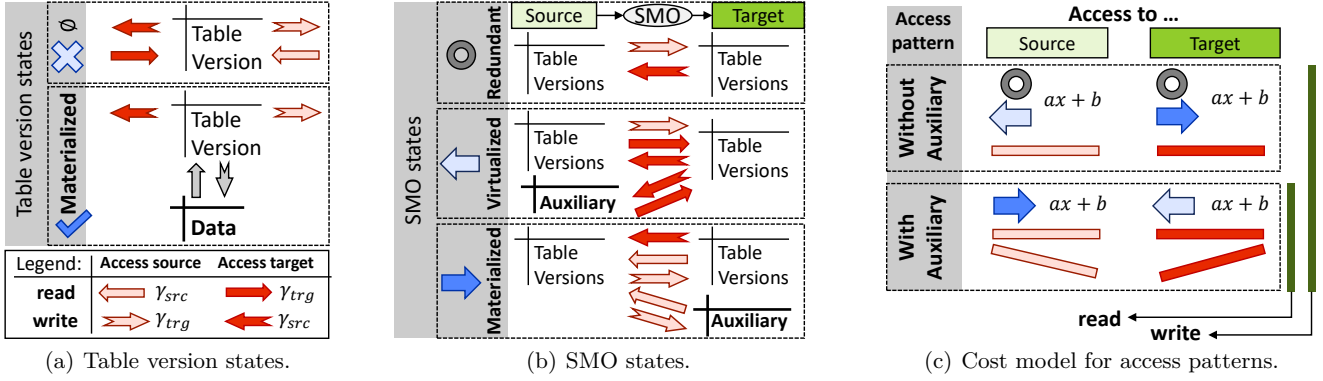 Table version states
∅
Table
Version
Materialized
Table
Version
Data
Legend:
Access source
Access target
read
γsrc
γtrg
write
γtrg
γsrc
(a) Table version states.
Source
SMO
Target
SMO states
Redundant
Table
Versions
Table
Versions
Virtualized
Table
Versions
Table
Versions
Auxiliary
Materialized
Table
Versions
Table
Versions
Auxiliary
(b) SMO states.
Access
pattern
Access to ...
Source
Target
Without
Auxiliary
ax + b
ax + b
With
Auxiliary
ax + b
ax + b
read
write
(c) Cost model for access patterns.